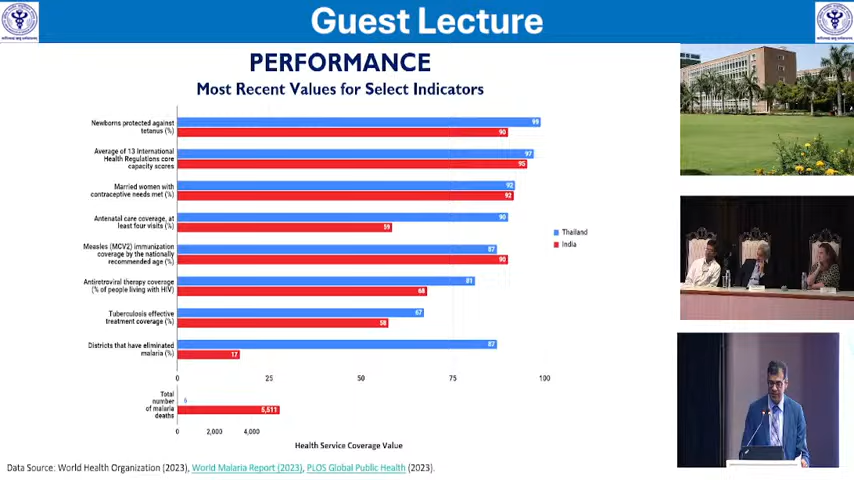 Guest Lecture
PERFORMANCE
Most Recent Values for Select Indicators
Newborns protected against
tetanus (%)
99
90
Average of 13 International
Health Regulations core
capacity scores
97
95
Married women with
contraceptive needs met (%)
92
92
Antenatal care coverage, at
least four visits (%)
90
59
Measles (MCV2) immunization
coverage by the nationally
recommended age (%)
87
90
Antiretroviral therapy coverage
(% of people living with HIV)
81
68
Tuberculosis effective
treatment coverage (%)
67
58
Districts that have eliminated
malaria (%)
87
17
Thailand
India
0 25 50 75 100
Total
number
of malaria
deaths
5,511
0 2,000 4,000
Health Service Coverage Value
Data Source: World Health Organization (2023), World Malaria Report (2023), PLOS Global Public Health (2023).